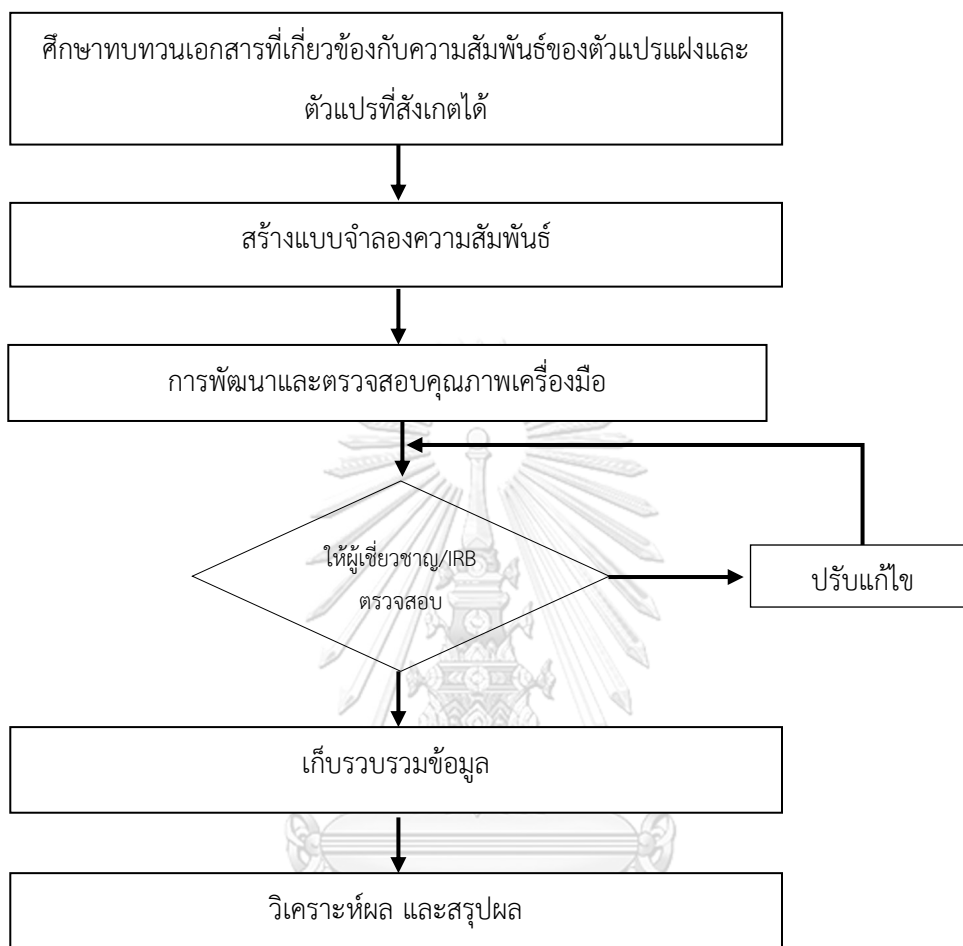 ศึกษาทบทวนเอกสารที่เกี่ยวข้องกับความสัมพันธ์ของตัวแปรแฝงและ
ตัวแปรที่สังเกตได้
สร้างแบบจำลองความสัมพันธ์
การพัฒนาและตรวจสอบคุณภาพเครื่องมือ
ให้ผู้เชี่ยวชาญ/IRB
ตรวจสอบ
ปรับแก้ไข
เก็บรวบรวมข้อมูล
วิเคราะห์ผล และสรุปผล